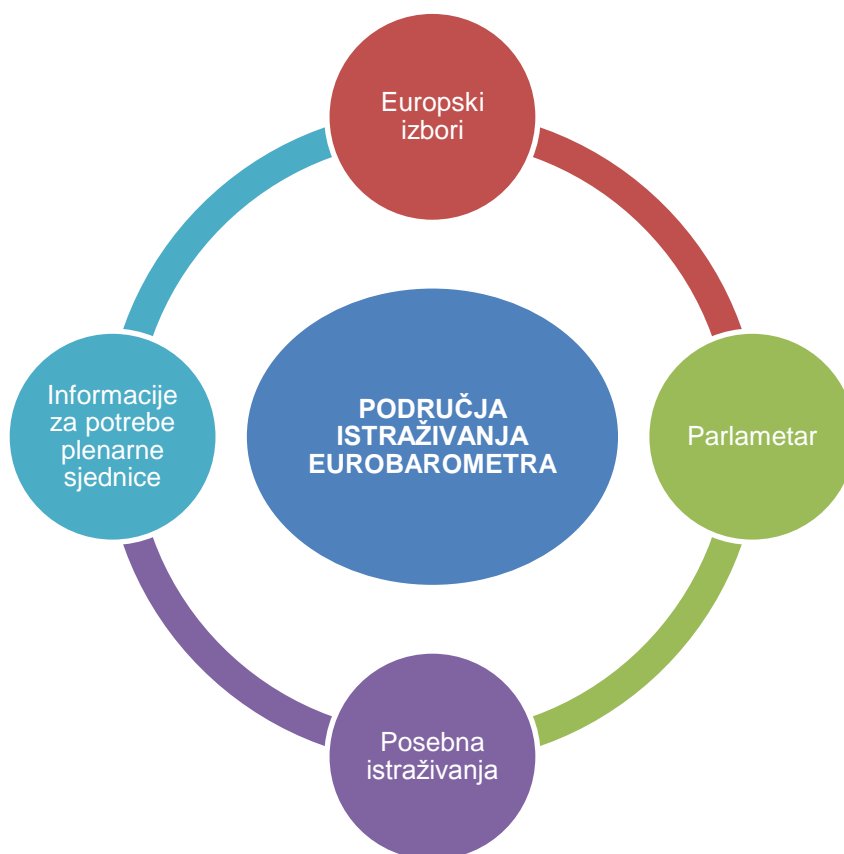 Europski
izbori
Informacije
za potrebe
plenarne
sjednice
PODRUČJA
ISTRAŽIVANJA
EUROBAROMETRA
Parlametar
Posebna
istraživanja